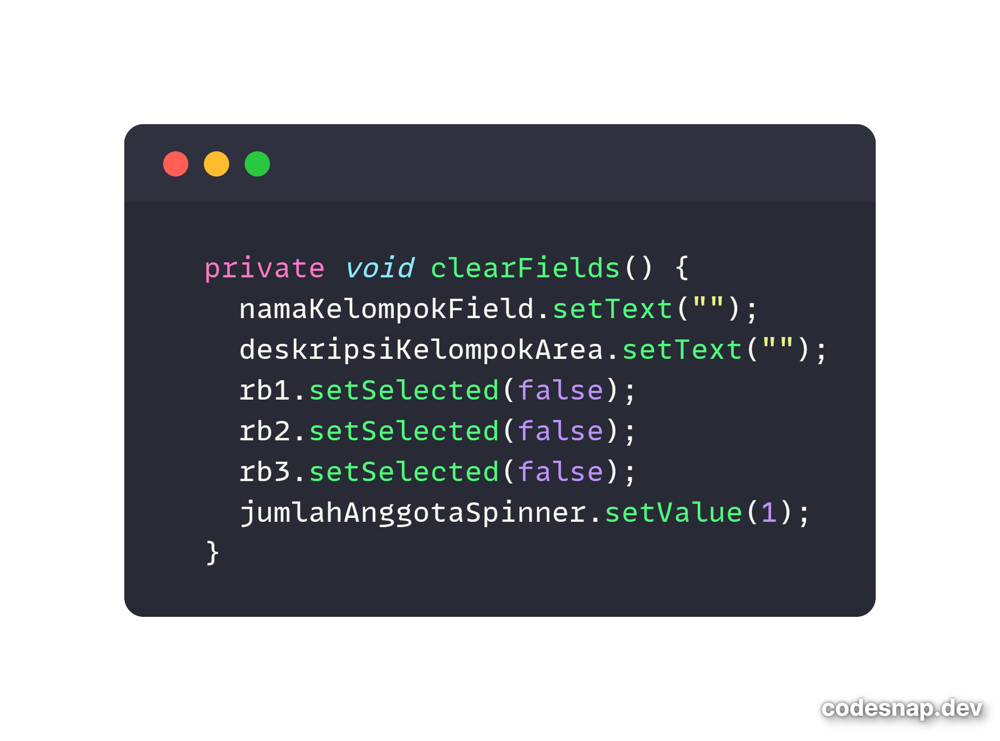 private void clearFields() {
namaKelompokField.setText("");
deskripsiKelompokArea.setText("");
rb1.setSelected(false);
rb2.setSelected(false);
rb3.setSelected(false);
jumlahAnggotaSpinner.setValue(1);
}
codesnap.dev